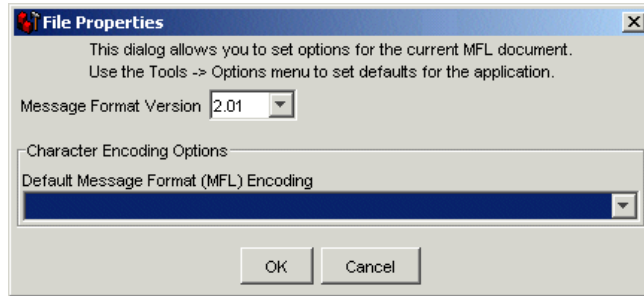 File Properties
This dialog allows you to set options for the current MFL document.
Use the Tools -> Options menu to set defaults for the application.
Message Format Version 2.01
Character Encoding Options
Default Message Format (MFL) Encoding
OK Cancel